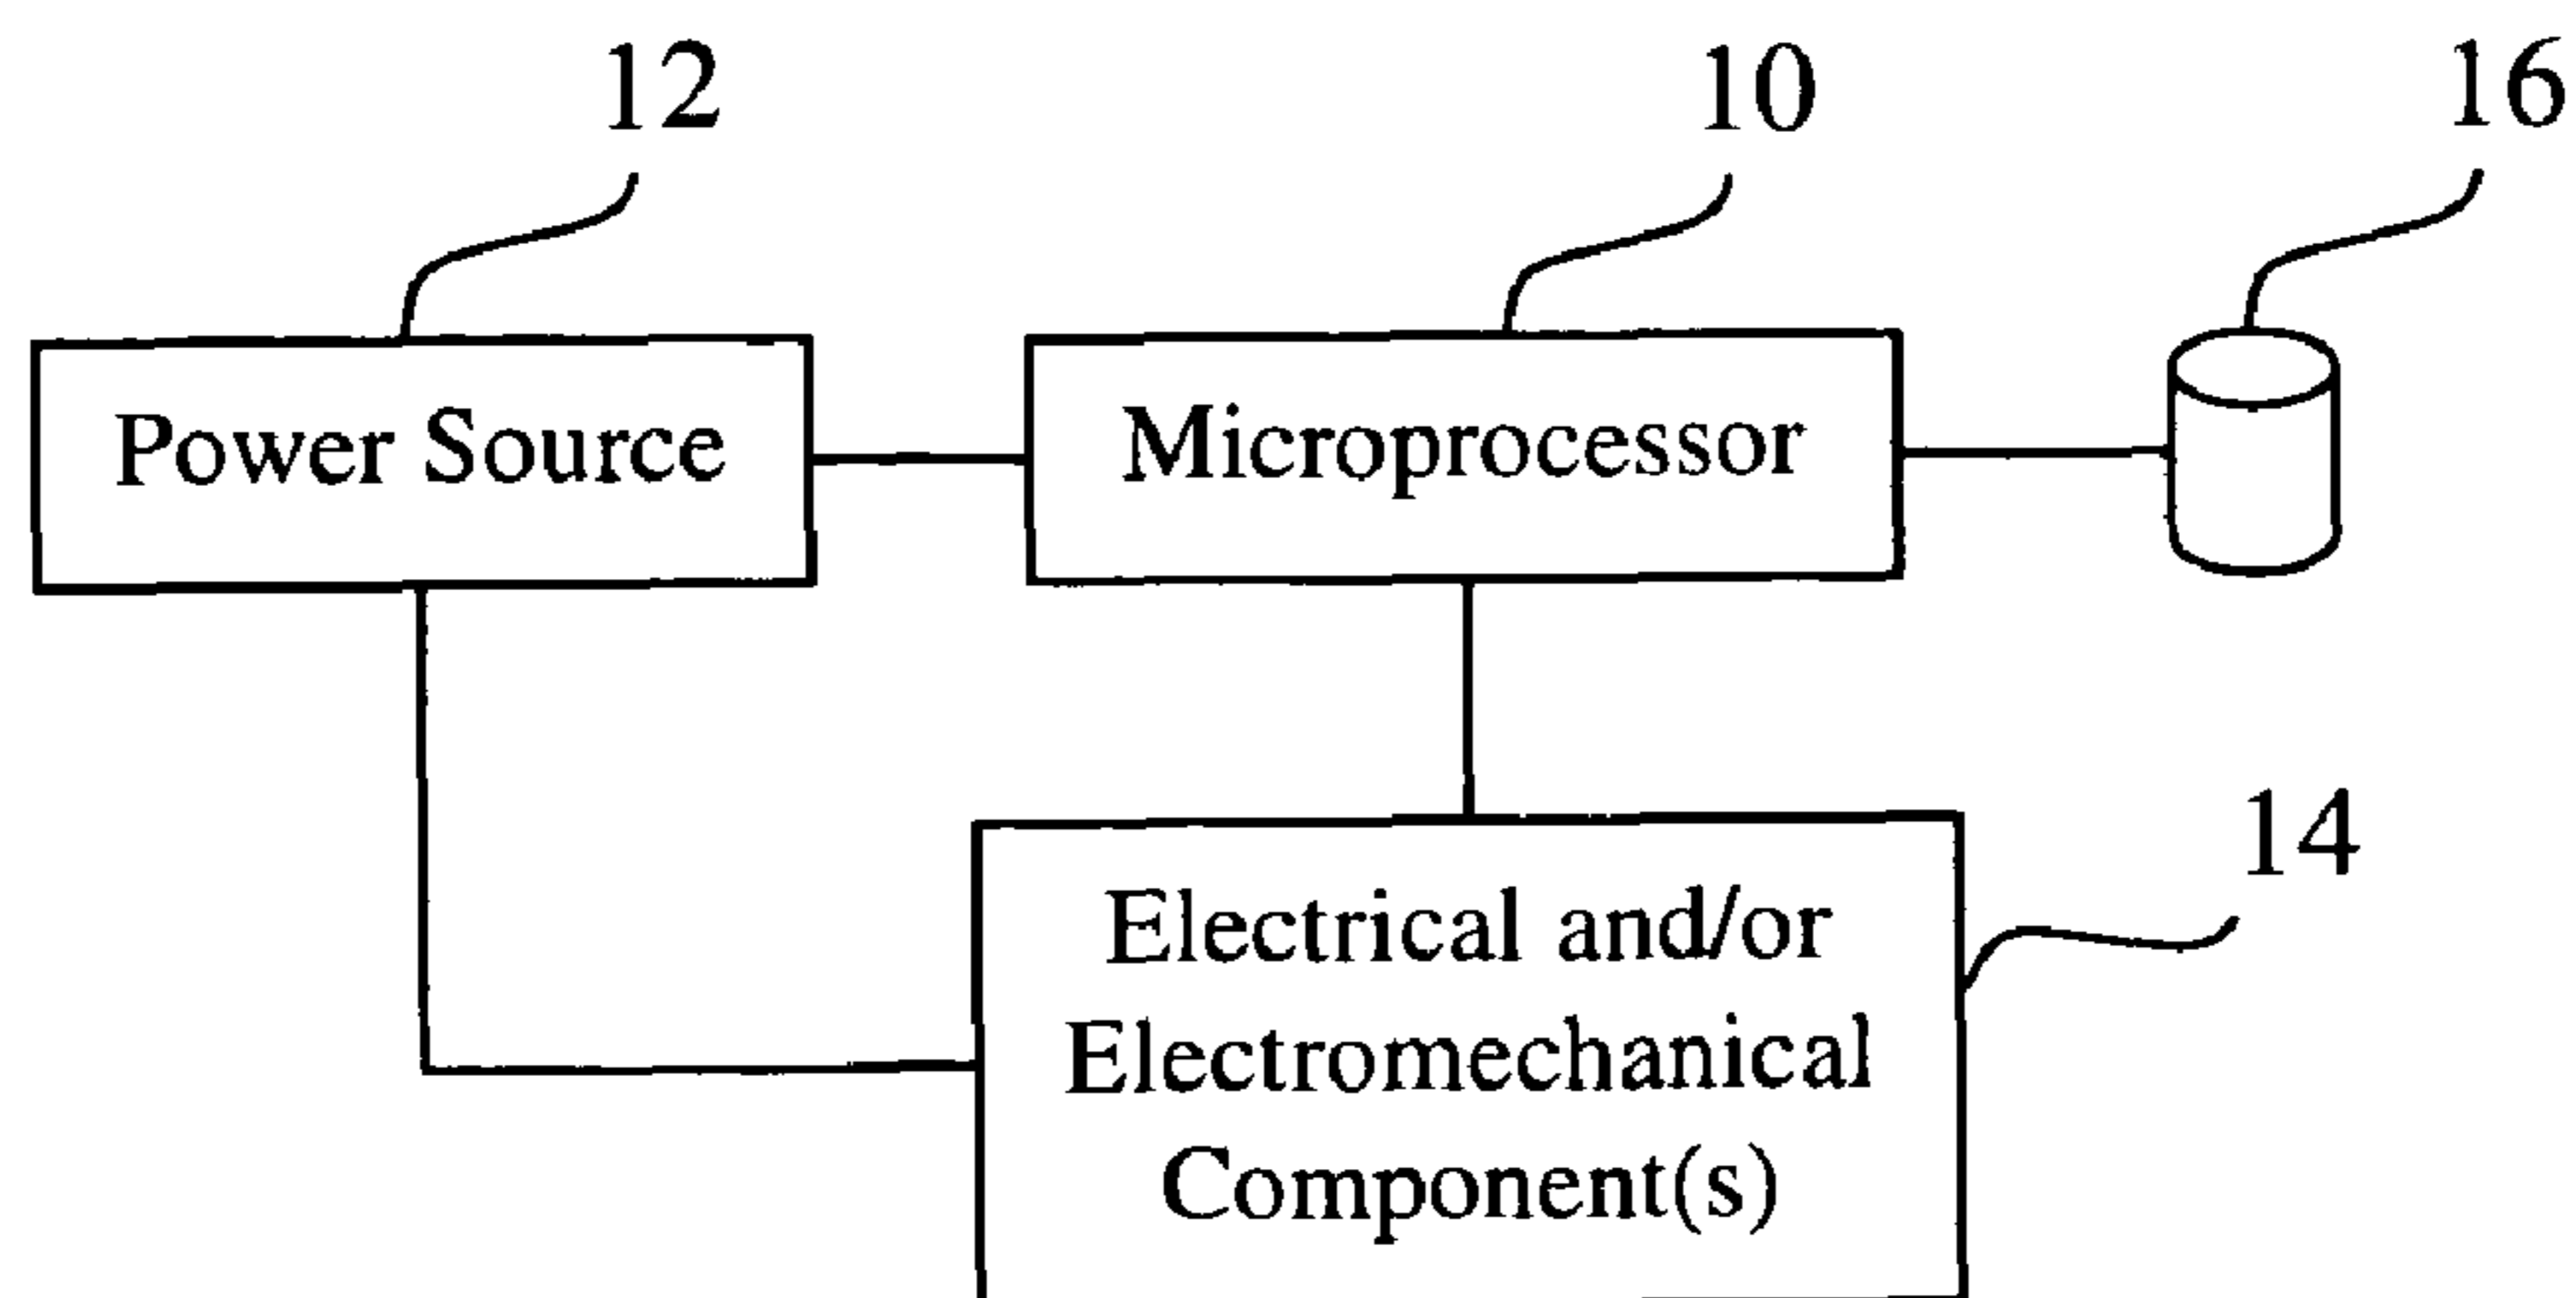 12
10
16
Power Source
Microprocessor
14
Electrical and/or
Electromechanical
Component(s)